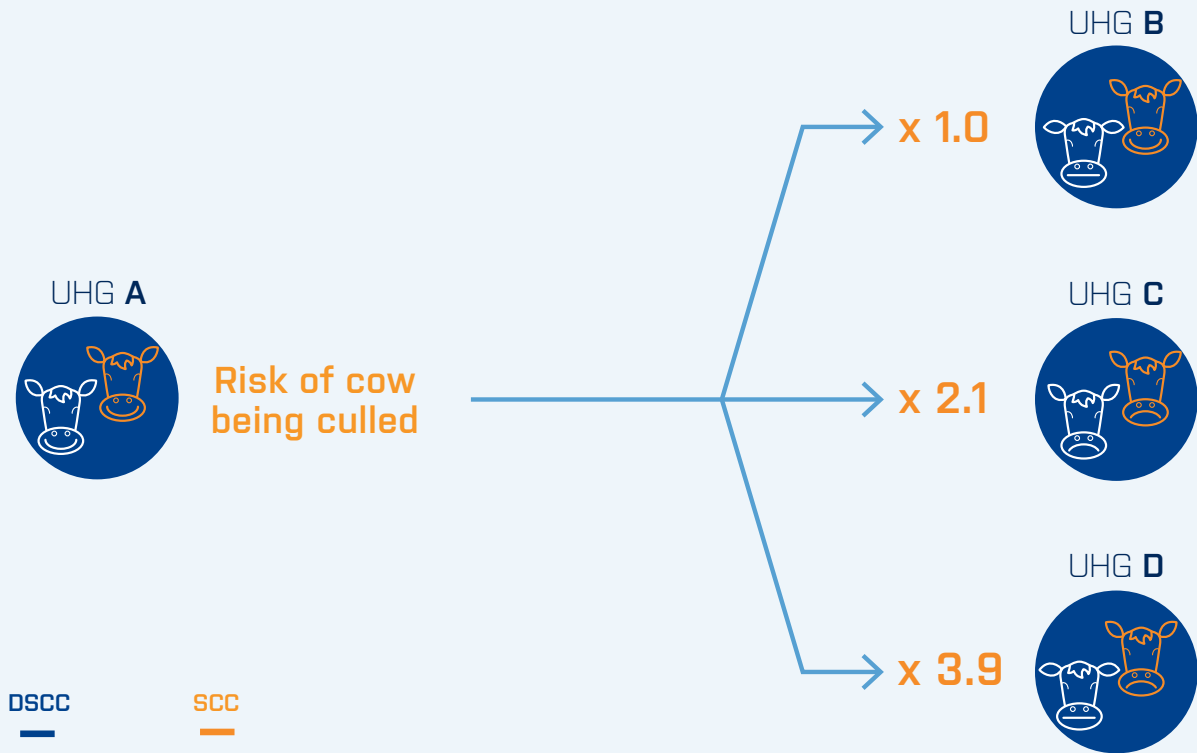 UHG B
x 1.0
UHG A
Risk of cow
being culled
UHG C
x 2.1
UHG D
x 3.9
DSCC
SCC